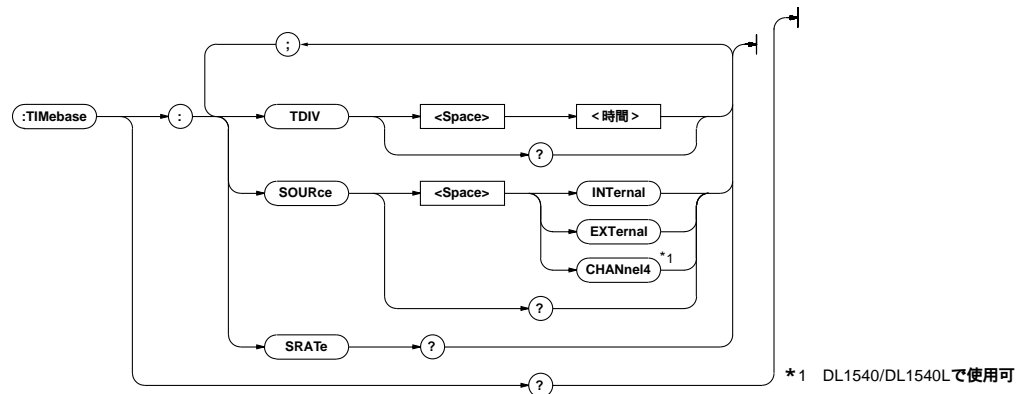 ;
:TIMebase : TDIV <Space> <時間>
?
SOURce <Space> INTernal
EXTernal
CHANnel4 *1
?
SRATe ?
?
*1 DL1540/DL1540Lで使用可